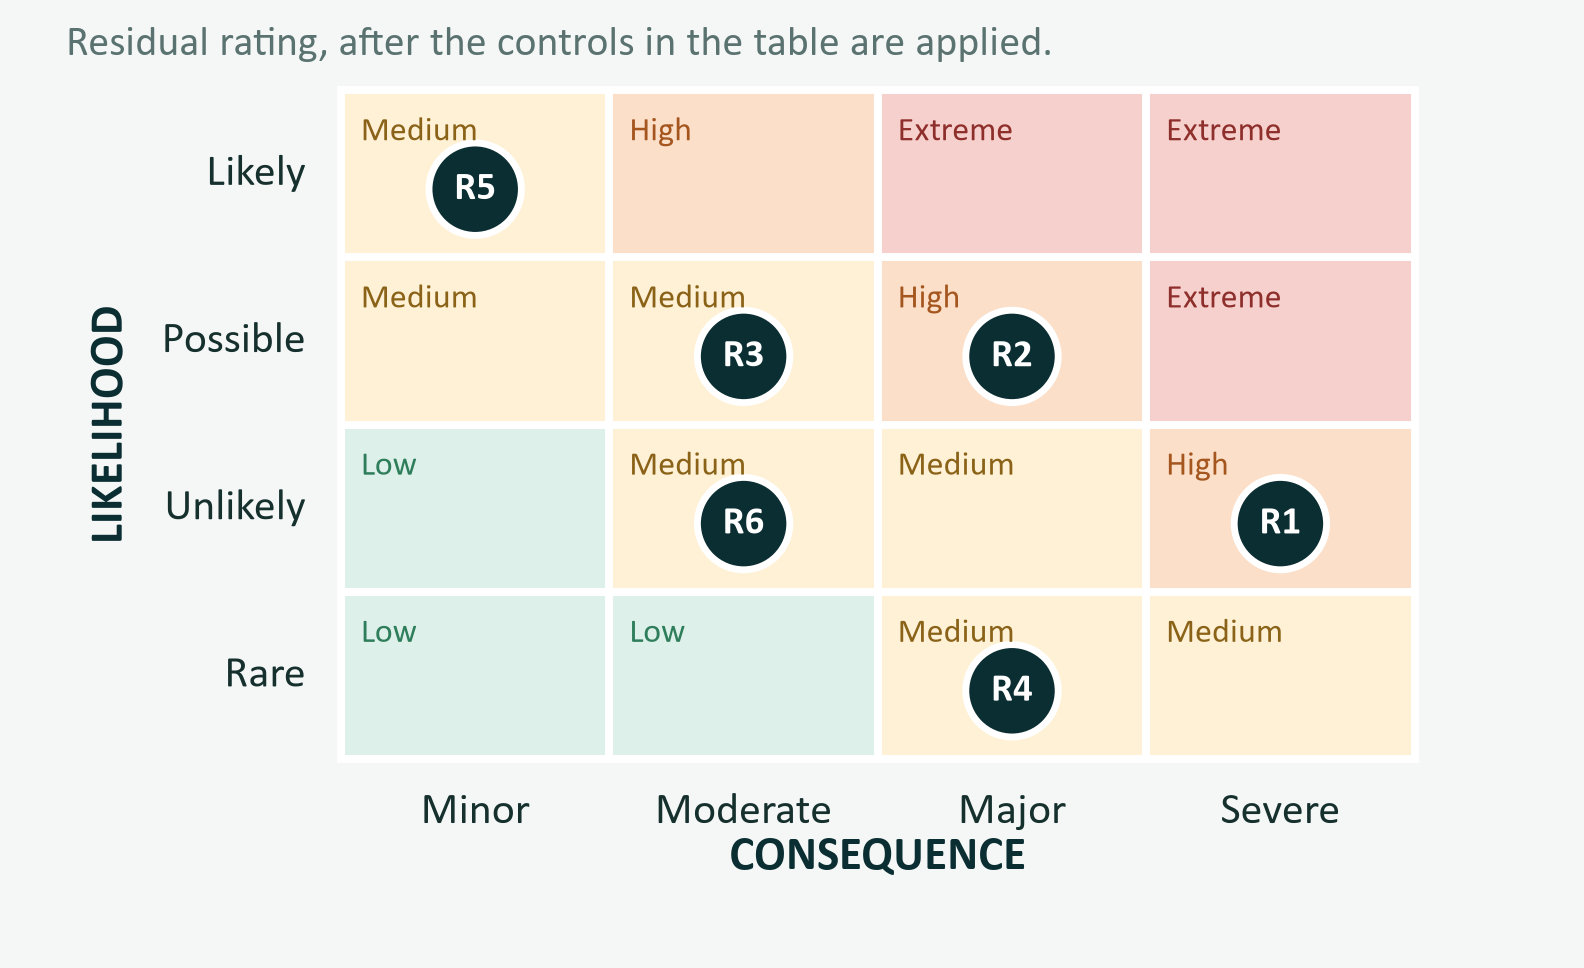 Residual rating, after the controls in the table are applied.
LIKELIHOOD
Likely
Medium
R5
High
Extreme
Extreme
Possible
Medium
Medium
R3
High
R2
Extreme
Unlikely
Low
Medium
R6
Medium
High
R1
Rare
Low
Low
Medium
R4
Medium
Minor
Moderate
Major
Severe
CONSEQUENCE